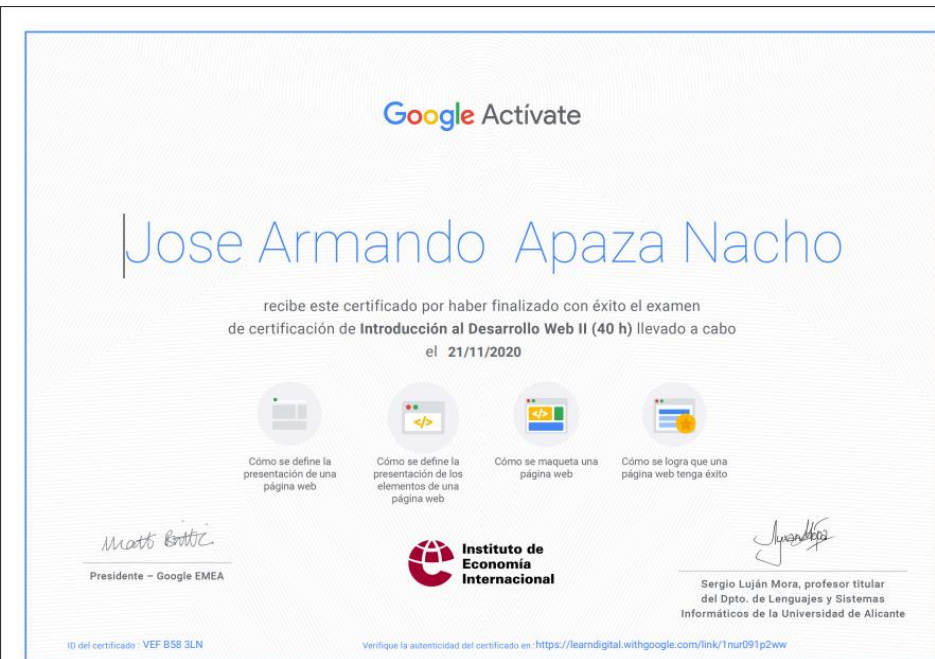 Google Actívate
Jose Armando Apaza Nacho
recibe este certificado por haber finalizado con éxito el examen
de certificación de Introducción al Desarrollo Web II (40 h) llevado a cabo
el 21/11/2020
</>
</>
Cómo se define la
presentación de una
página web
Cómo se define la
presentación de los
elementos de una
página web
Cómo se maqueta una
página web
Cómo se logra que una
página web tenga éxito
Presidente – Google EMEA
Instituto de
Economía
Internacional
Sergio Luján Mora, profesor titular
del Dpto. de Lenguajes y Sistemas
Informáticos de la Universidad de Alicante
ID del certificado : VEF B58 3LN
Verifique la autenticidad del certificado en: https://learndigital.withgoogle.com/link/1nur091p2ww